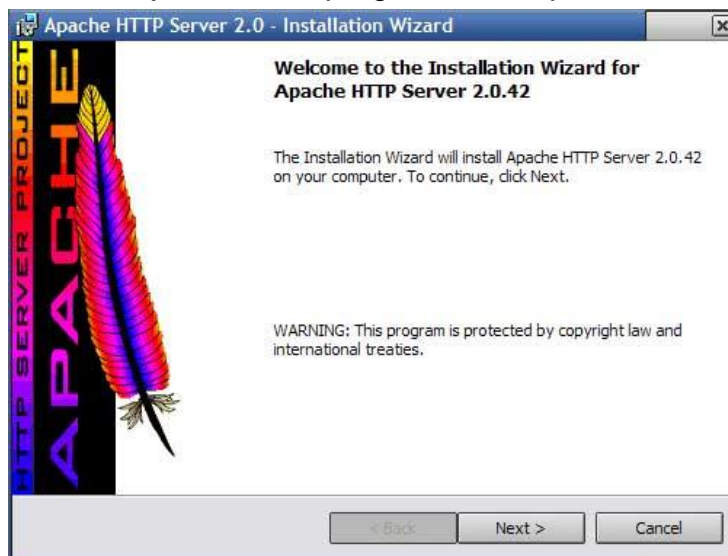 Apache HTTP Server 2.0 - Installation Wizard
HTTP SERVER PROJECT
APACHE
Welcome to the Installation Wizard for
Apache HTTP Server 2.0.42
The Installation Wizard will install Apache HTTP Server 2.0.42
on your computer. To continue, click Next.
WARNING: This program is protected by copyright law and
international treaties.
< Back
Next >
Cancel